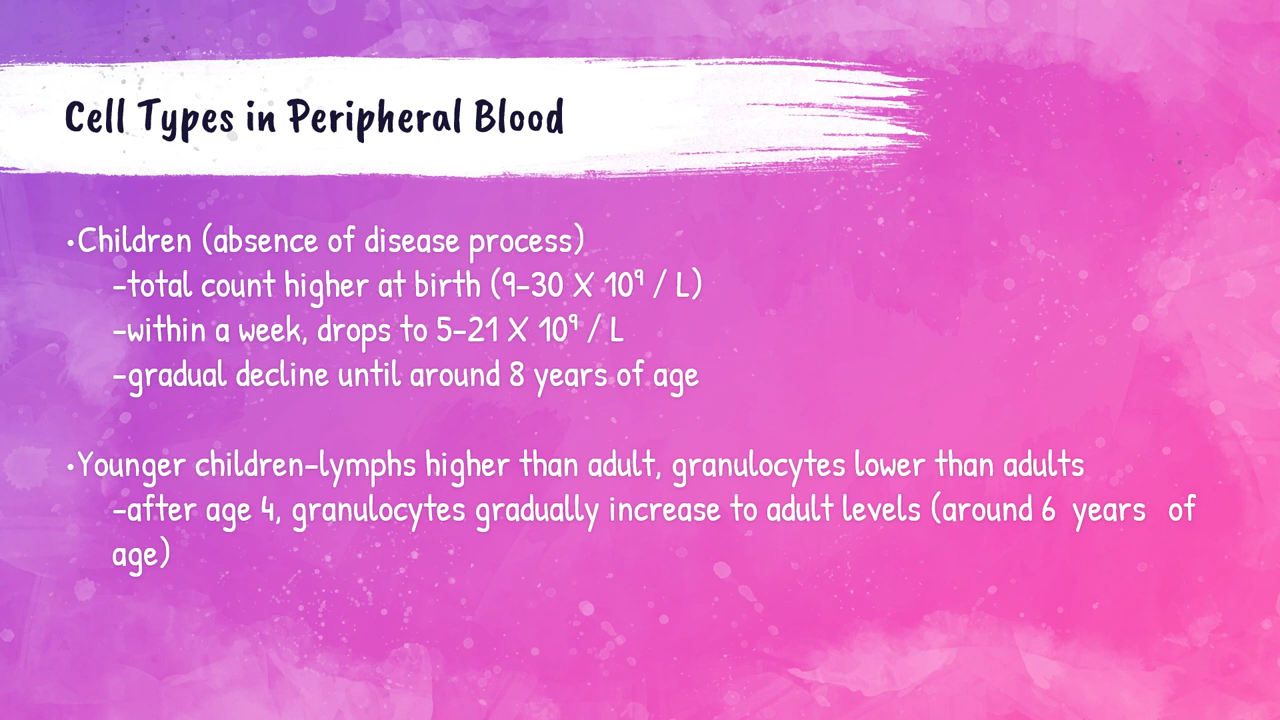 Cell Types in Peripheral Blood
•Children (absence of disease process)
–total count higher at birth (9–30 X 10⁹ / L)
–within a week, drops to 5–21 X 10⁹ / L
–gradual decline until around 8 years of age
•Younger children–lymphs higher than adult, granulocytes lower than adults
–after age 4, granulocytes gradually increase to adult levels (around 6 years of
age)